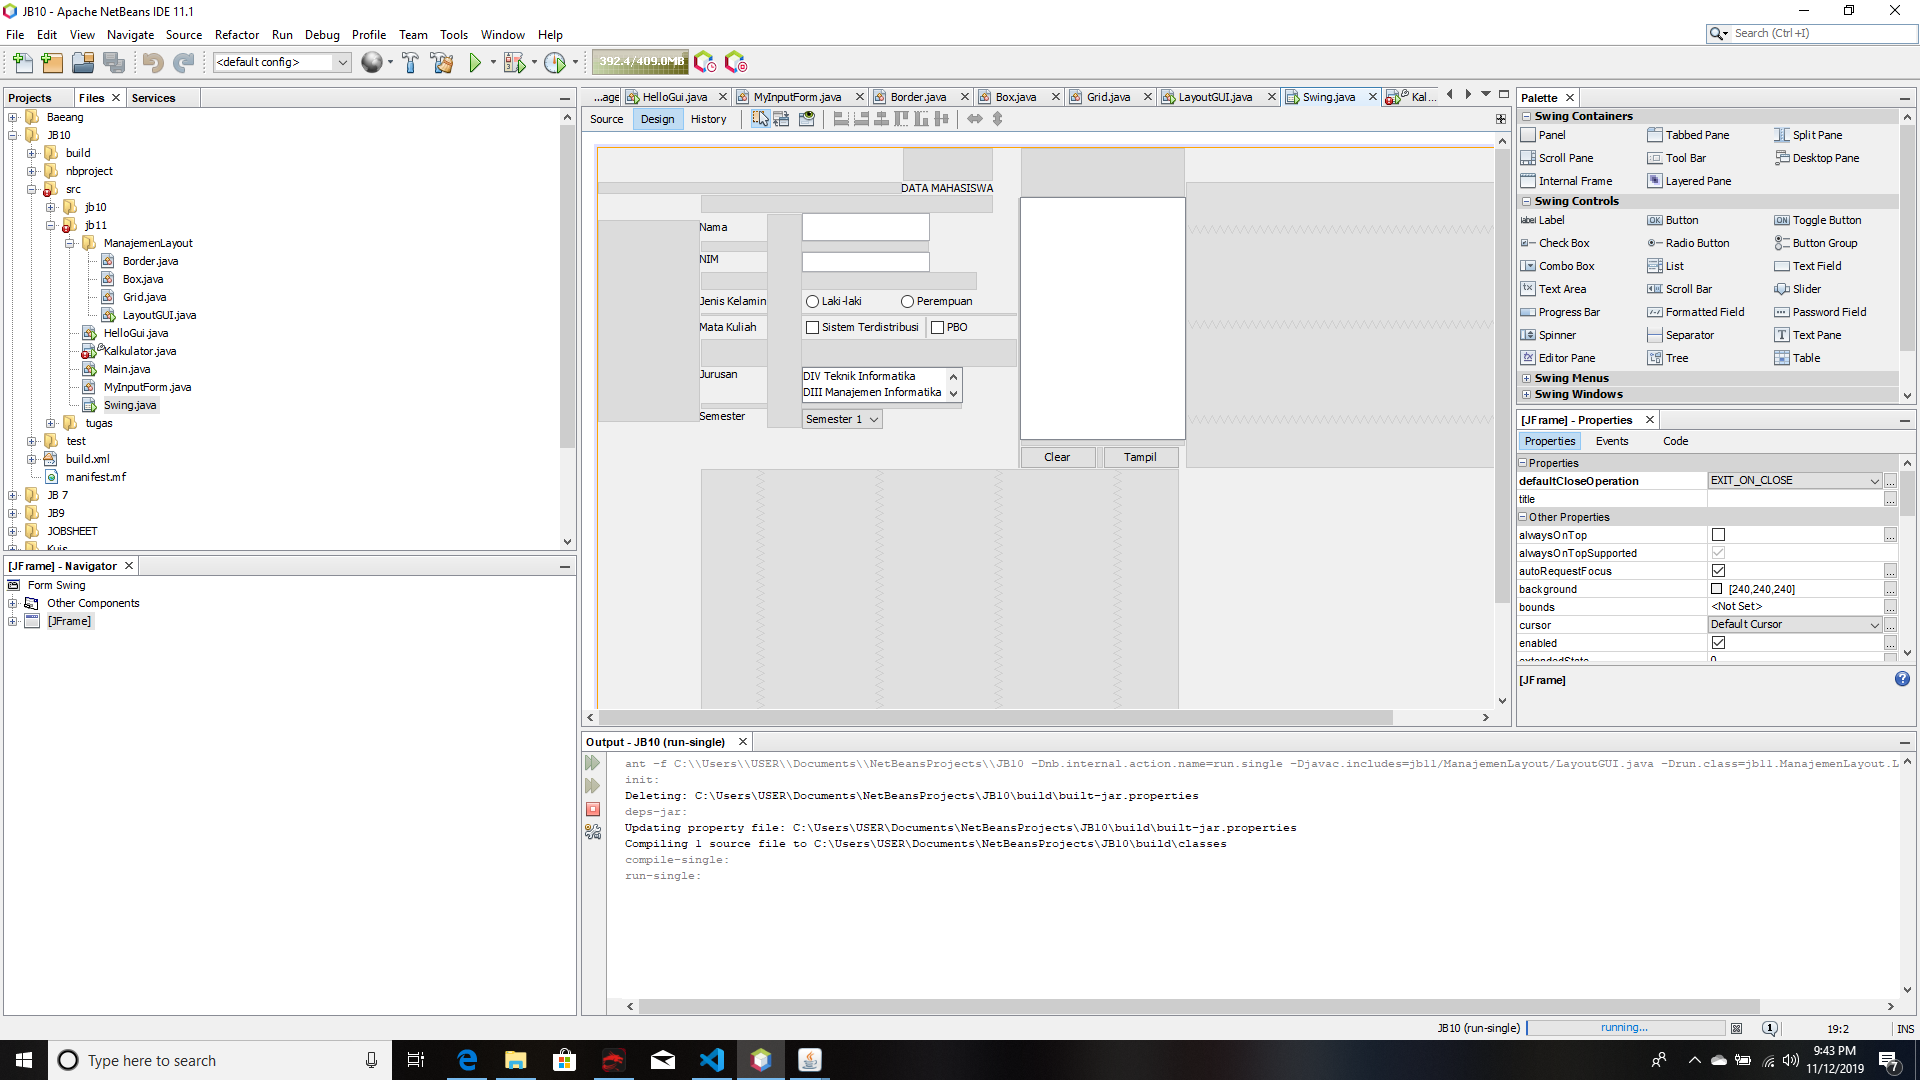 JB10 - Apache NetBeans IDE 11.1
File Edit View Navigate Source Refactor Run Debug Profile Team Tools Window Help
Search (Ctrl+I)
<default config>
392.4/409.0MB
Projects Files Services
Baeang
JB10
build
nbproject
src
jb10
jb11
ManajemenLayout
Border.java
Box.java
Grid.java
LayoutGUI.java
HelloGui.java
Kalkulator.java
Main.java
MyInputForm.java
Swing.java
tugas
test
build.xml
manifest.mf
JB 7
JB9
JOBSHEET
Kuis
[JFrame] - Navigator
Form Swing
Other Components
[JFrame]
...age HelloGui.java MyInputForm.java Border.java Box.java Grid.java LayoutGUI.java Swing.java Kal...
Source Design History
DATA MAHASISWA
Nama
NIM
Jenis Kelamin Laki-laki Perempuan
Mata Kuliah Sistem Terdistribusi PBO
Jurusan DIV Teknik Informatika
DIII Manajemen Informatika
Semester Semester 1
Clear Tampil
Output - JB10 (run-single)
ant -f C:\\Users\\USER\\Documents\\NetBeansProjects\\JB10 -Dnb.internal.action.name=run.single -Djavac.includes=jb11/ManajemenLayout/LayoutGUI.java -Drun.class=jb11.ManajemenLayout.L
init:
Deleting: C:\Users\USER\Documents\NetBeansProjects\JB10\build\built-jar.properties
deps-jar:
Updating property file: C:\Users\USER\Documents\NetBeansProjects\JB10\build\built-jar.properties
Compiling 1 source file to C:\Users\USER\Documents\NetBeansProjects\JB10\build\classes
compile-single:
run-single:
Palette
Swing Containers
Panel Tabbed Pane Split Pane
Scroll Pane Tool Bar Desktop Pane
Internal Frame Layered Pane
Swing Controls
label Label OK Button ON Toggle Button
Check Box Radio Button Button Group
Combo Box List Text Field
Text Area Scroll Bar Slider
Progress Bar Formatted Field Password Field
Spinner Separator Text Pane
Editor Pane Tree Table
Swing Menus
Swing Windows
[JFrame] - Properties
Properties Events Code
Properties
defaultCloseOperation EXIT_ON_CLOSE ...
title ...
Other Properties
alwaysOnTop ...
alwaysOnTopSupported
autoRequestFocus ...
background [240,240,240] ...
bounds <Not Set> ...
cursor Default Cursor ...
enabled ...
extendedState 0
[JFrame]
JB10 (run-single) running... 1 19:2 INS
Type here to search
9:43 PM
11/12/2019
7